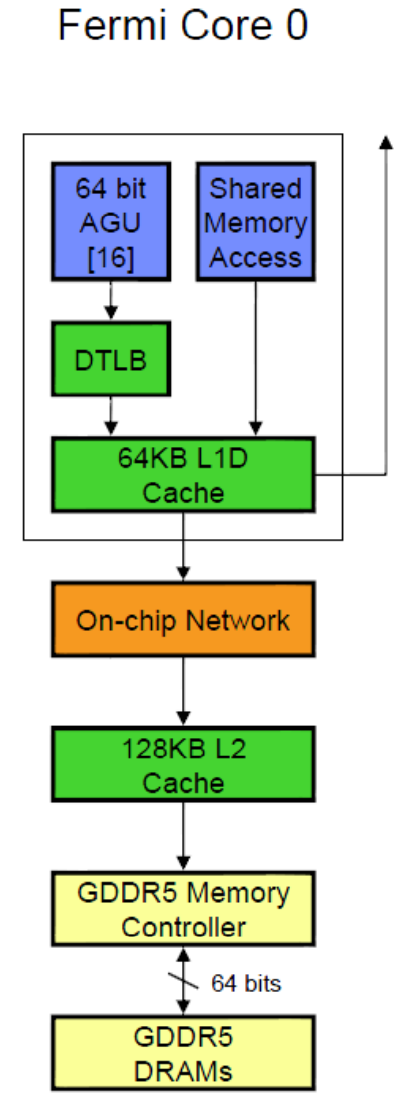 Fermi Core 0
64 bit
AGU
[16]
Shared
Memory
Access
DTLB
64KB L1D
Cache
On-chip Network
128KB L2
Cache
GDDR5 Memory
Controller
64 bits
GDDR5
DRAMs